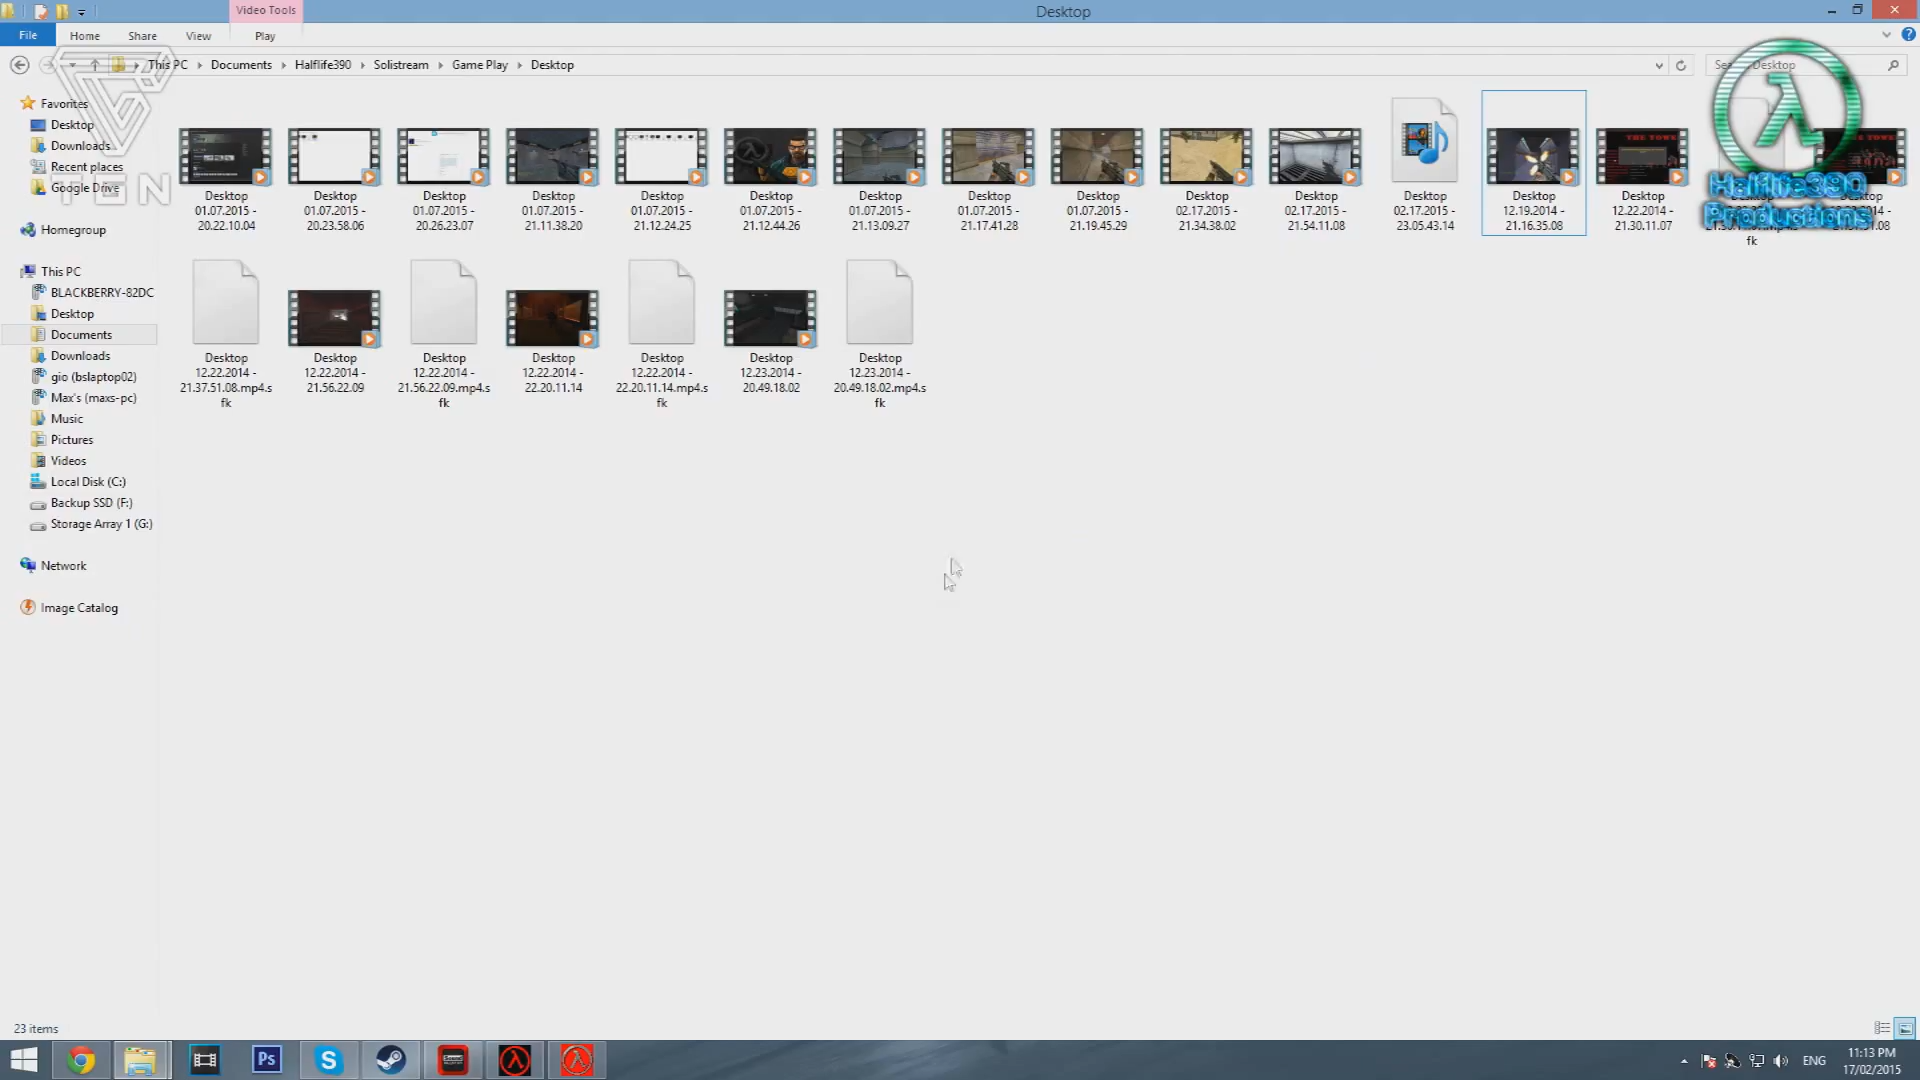 Video Tools
Desktop
File
Home
Share
View
Play
This PC
Documents
Halflife390
Solistream
Game Play
Desktop
Desktop
Favorites
Desktop
Downloads
Recent places
Google Drive
TGN
Homegroup
This PC
BLACKBERRY-82DC
Desktop
Documents
Downloads
gio (bslaptop02)
Max's (maxs-pc)
Music
Pictures
Videos
Local Disk (C:)
Backup SSD (F:)
Storage Array 1 (G:)
Network
Image Catalog
Desktop
01.07.2015 -
20.22.10.04
Desktop
01.07.2015 -
20.23.58.06
Desktop
01.07.2015 -
20.26.23.07
Desktop
01.07.2015 -
21.11.38.20
Desktop
01.07.2015 -
21.12.24.25
Desktop
01.07.2015 -
21.12.44.26
Desktop
01.07.2015 -
21.13.09.27
Desktop
01.07.2015 -
21.17.41.28
Desktop
01.07.2015 -
21.19.45.29
Desktop
02.17.2015 -
21.34.38.02
Desktop
02.17.2015 -
21.54.11.08
Desktop
02.17.2015 -
23.05.43.14
Desktop
12.19.2014 -
21.16.35.08
THE TOWE
Desktop
12.22.2014 -
21.30.11.07
Halflife390
Productions
fk
Desktop
12.22.2014 -
21.37.51.08.mp4.s
fk
Desktop
12.22.2014 -
21.56.22.09
Desktop
12.22.2014 -
21.56.22.09.mp4.s
fk
Desktop
12.22.2014 -
22.20.11.14
Desktop
12.22.2014 -
22.20.11.14.mp4.s
fk
Desktop
12.23.2014 -
20.49.18.02
Desktop
12.23.2014 -
20.49.18.02.mp4.s
fk
23 items
Ps
ENG
11:13 PM
17/02/2015